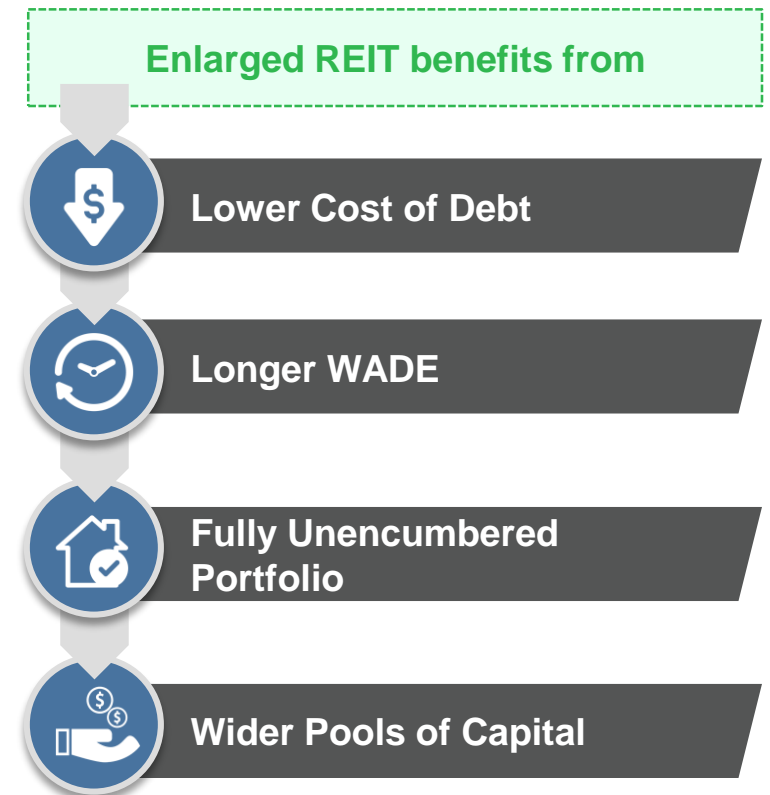 Enlarged REIT benefits from
$
Lower Cost of Debt
Longer WADE
Fully Unencumbered
Portfolio
$
$
Wider Pools of Capital